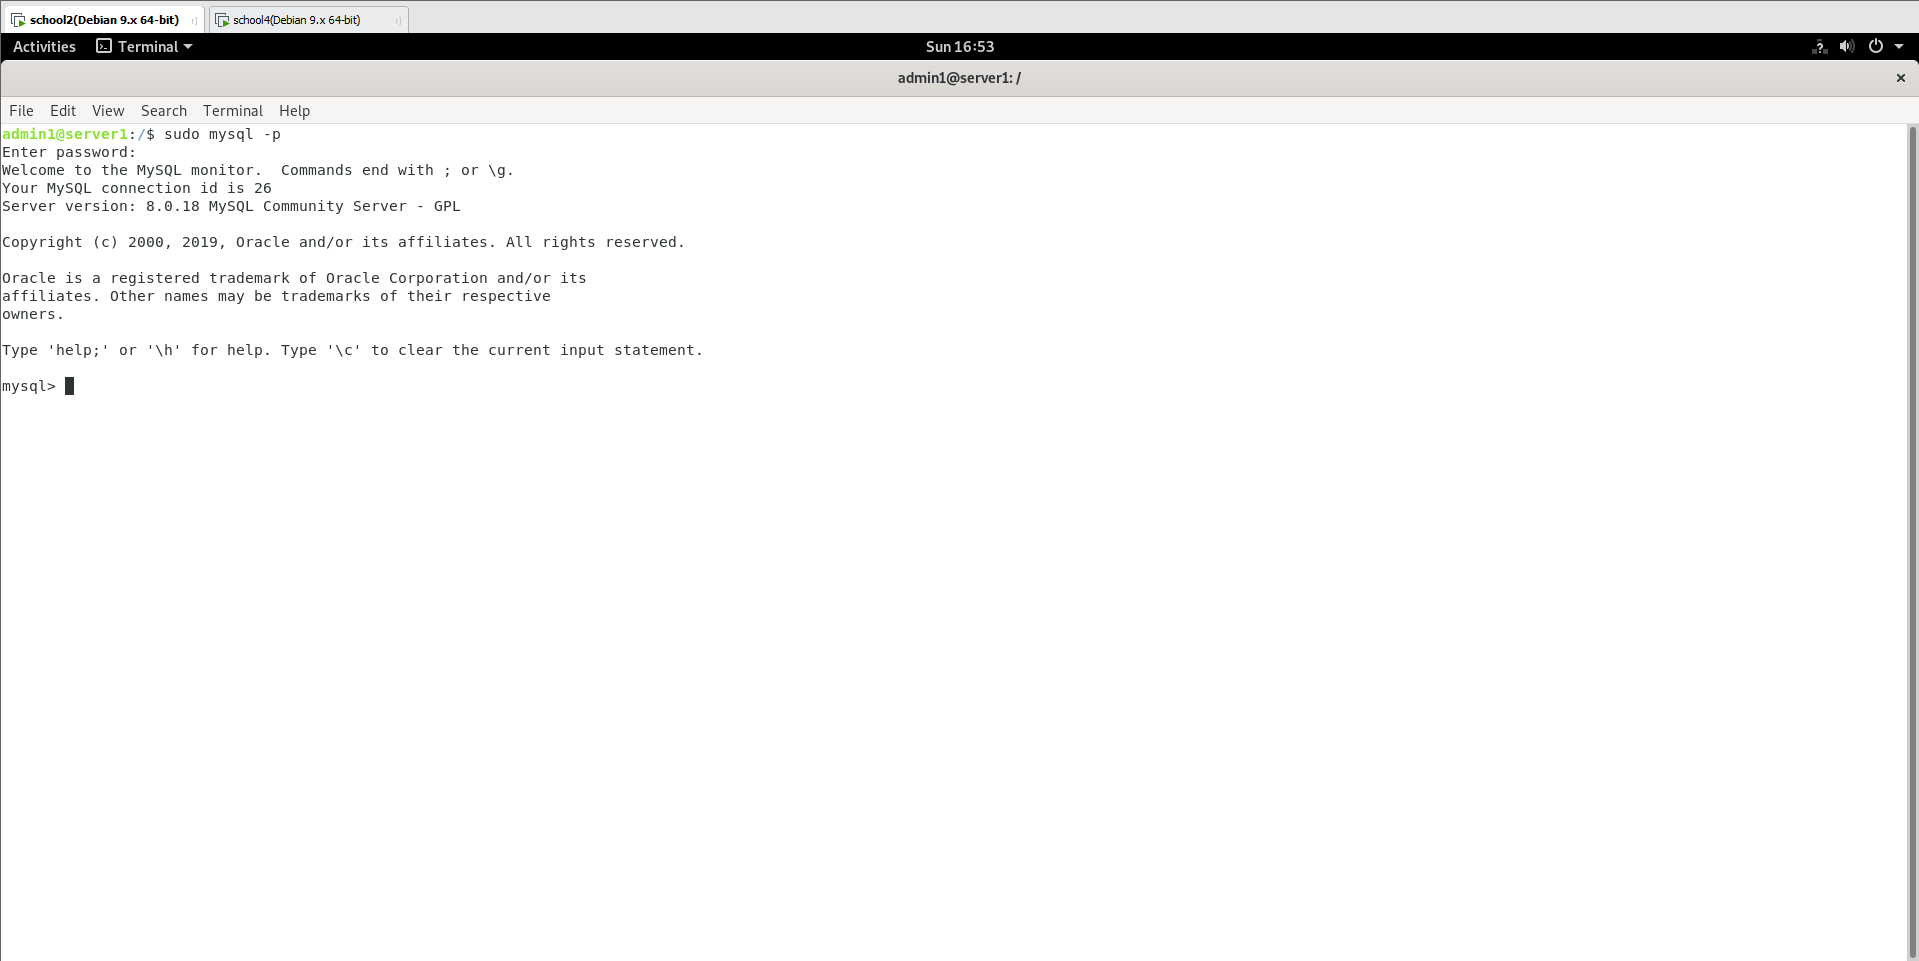 school2(Debian 9.x 64-bit)
school4(Debian 9.x 64-bit)
Activities Terminal Sun 16:53
admin1@server1: /
File Edit View Search Terminal Help
admin1@server1:/$ sudo mysql -p
Enter password:
Welcome to the MySQL monitor.  Commands end with ; or \g.
Your MySQL connection id is 26
Server version: 8.0.18 MySQL Community Server - GPL
Copyright (c) 2000, 2019, Oracle and/or its affiliates. All rights reserved.
Oracle is a registered trademark of Oracle Corporation and/or its
affiliates. Other names may be trademarks of their respective
owners.
Type 'help;' or '\h' for help. Type '\c' to clear the current input statement.
mysql>